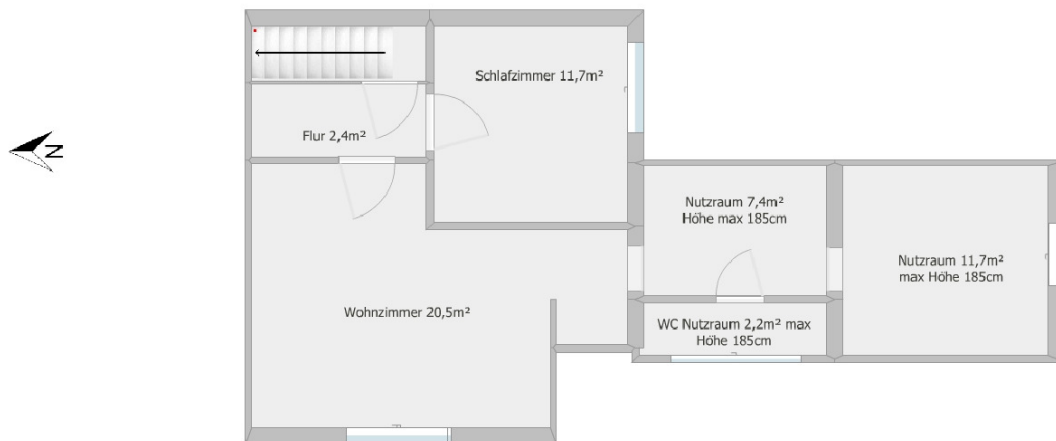 Schlafzimmer 11,7m²
Flur 2,4m²
N
Nutzraum 7,4m²
Höhe max 185cm
Nutzraum 11,7m²
max Höhe 185cm
Wohnzimmer 20,5m²
WC Nutzraum 2,2m² max
Höhe 185cm